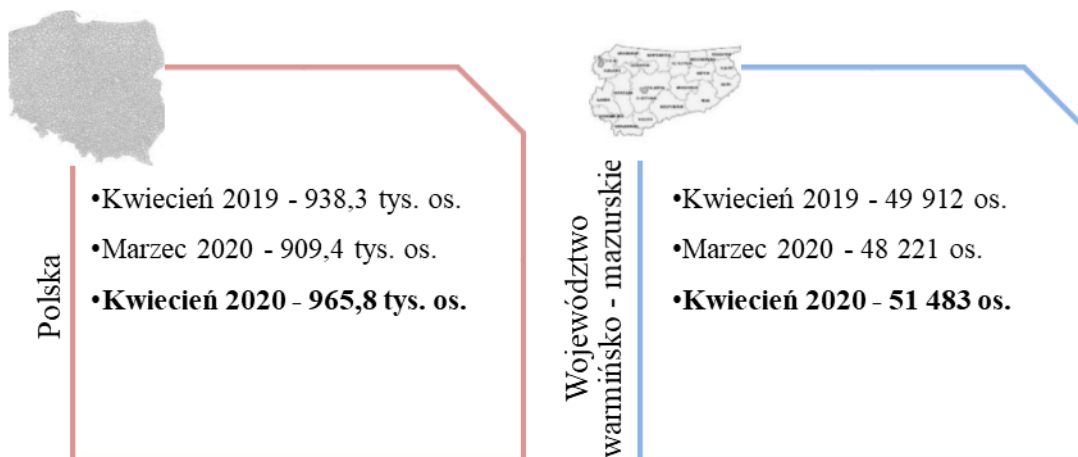 Polska
•Kwiecień 2019 - 938,3 tys. os.
•Marzec 2020 - 909,4 tys. os.
•Kwiecień 2020 - 965,8 tys. os.
Województwo
warmińsko - mazurskie
•Kwiecień 2019 - 49 912 os.
•Marzec 2020 - 48 221 os.
•Kwiecień 2020 - 51 483 os.